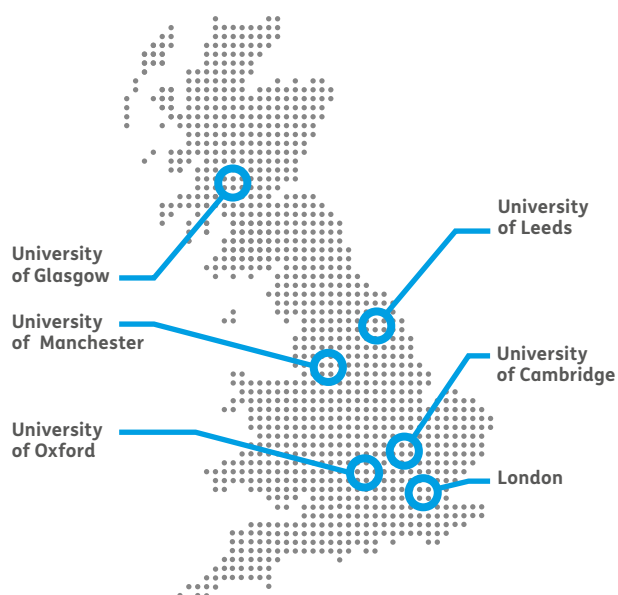 University
of Leeds
University
of Glasgow
University
of  Manchester
University
of Cambridge
University
of Oxford
London